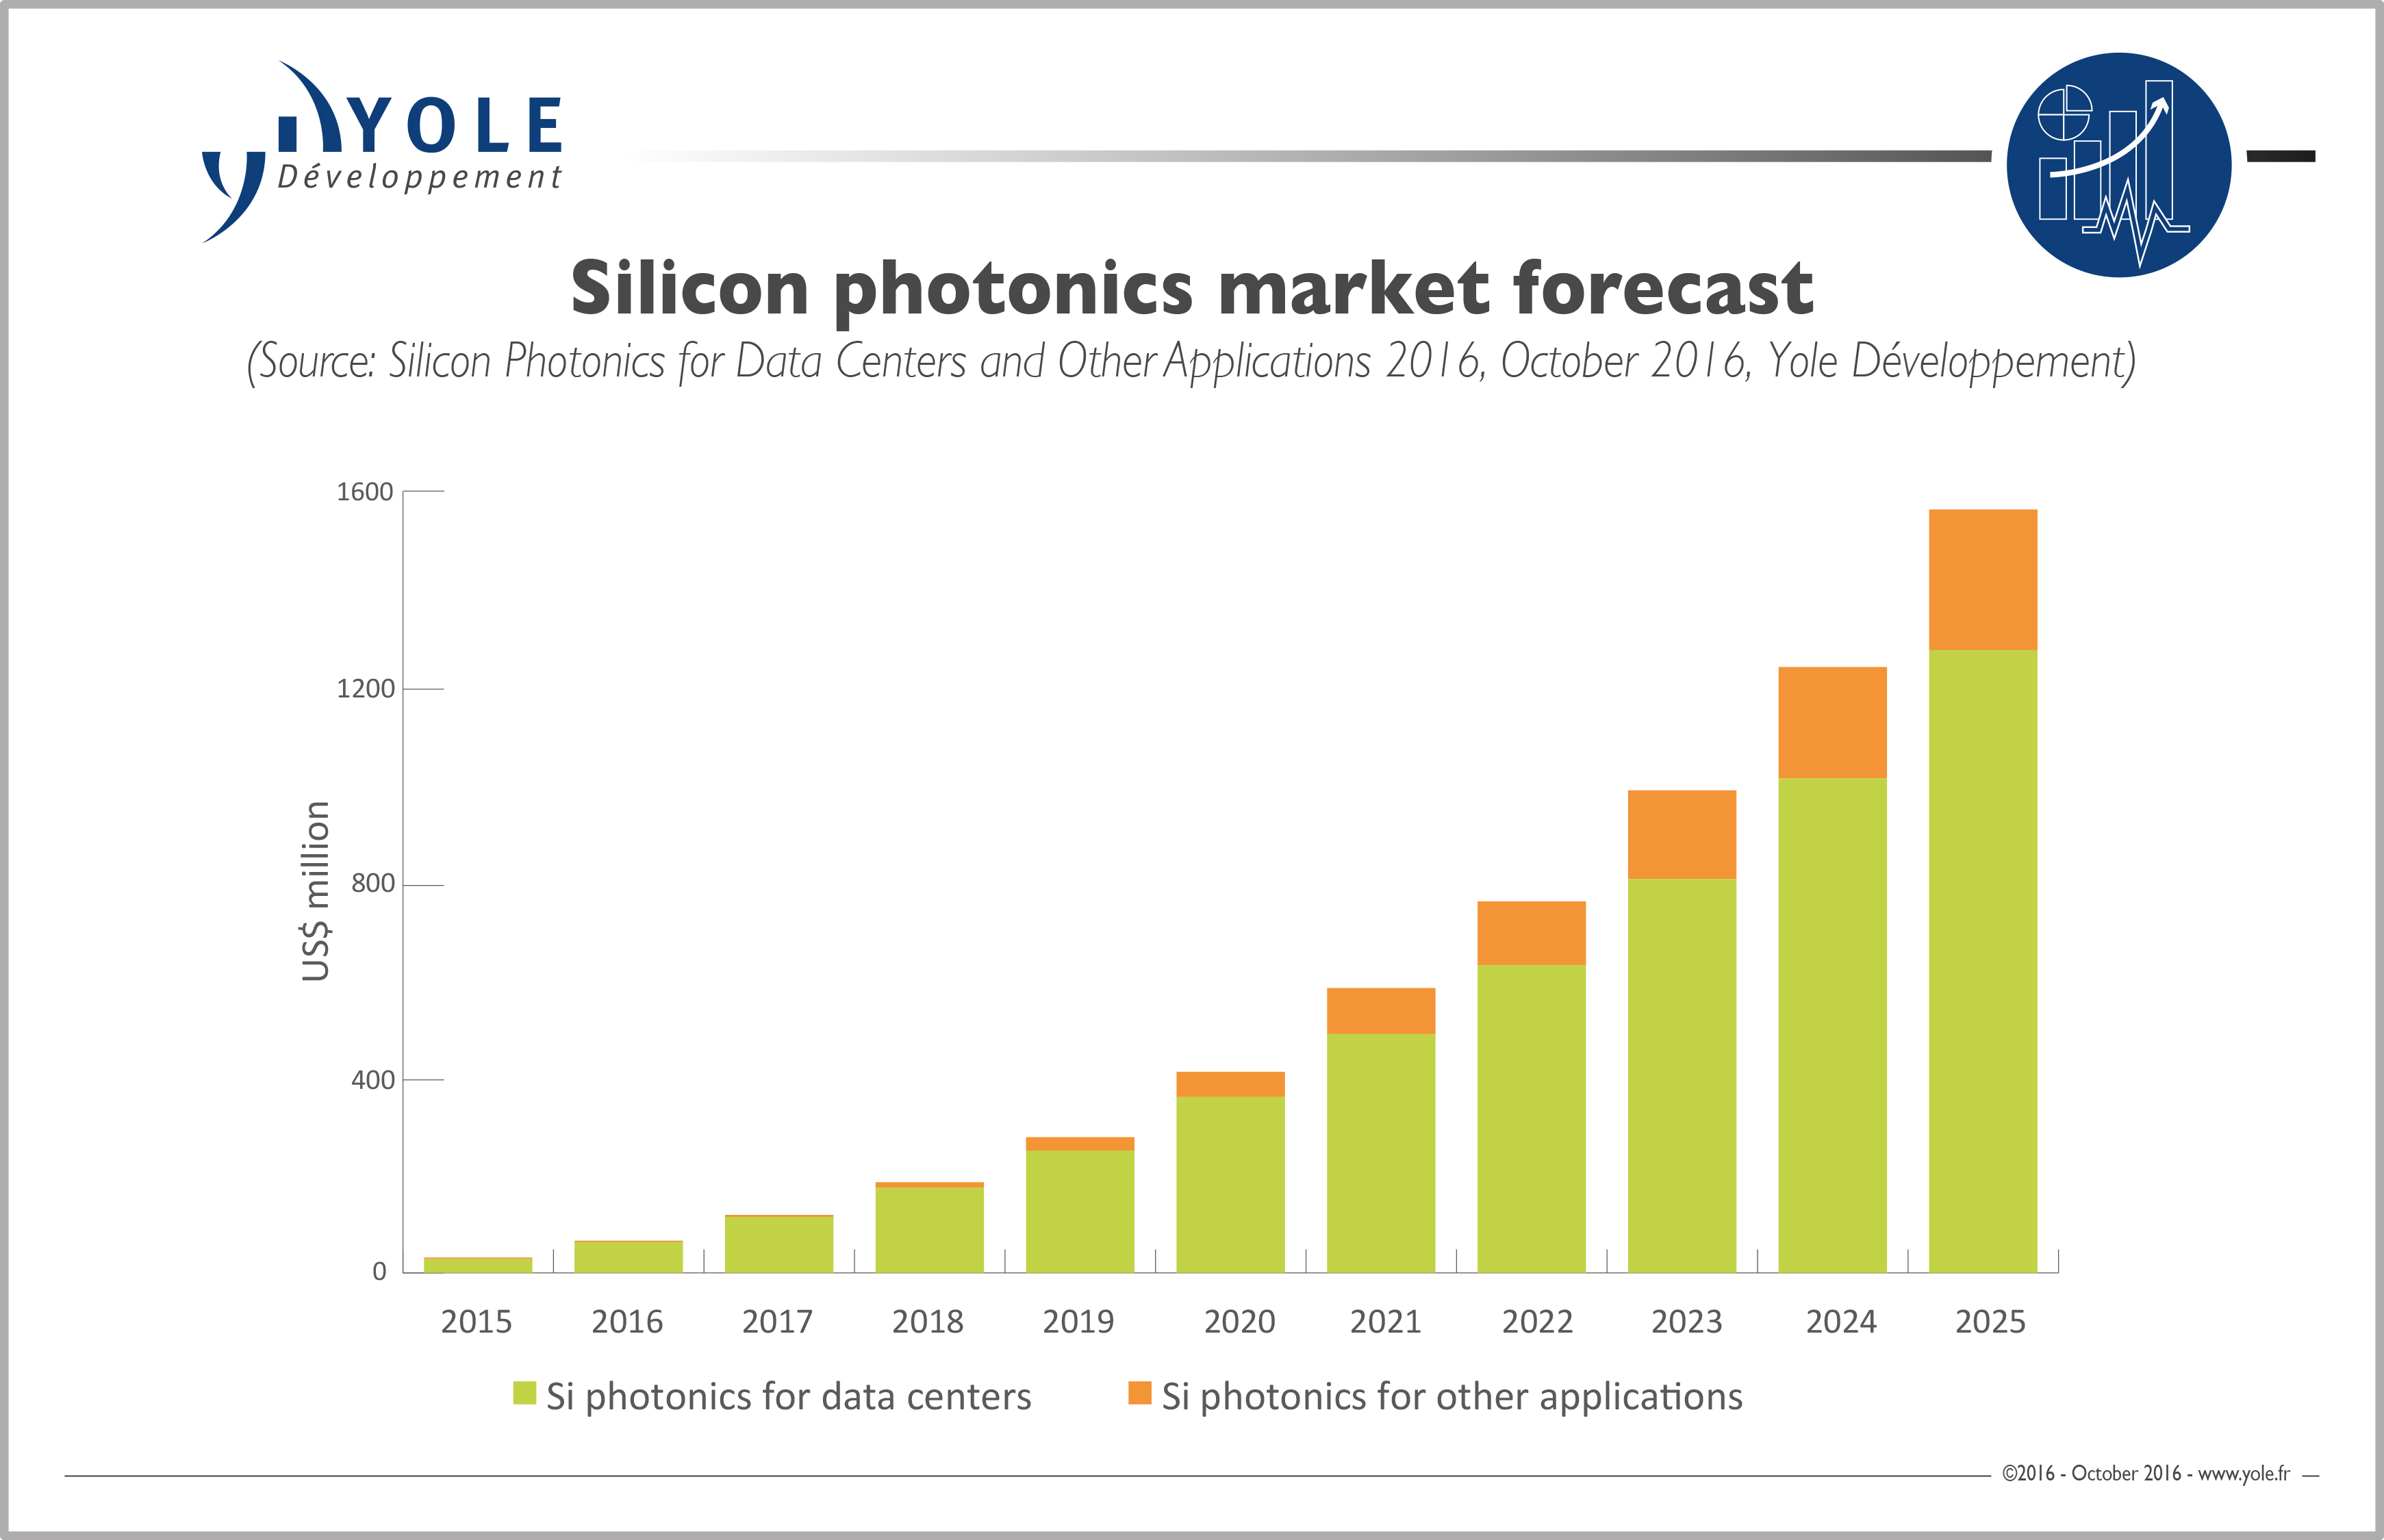 YOLE
Développement
Silicon photonics market forecast
(Source: Silicon Photonics for Data Centers and Other Applications 2016, October 2016, Yole Développement)
1600
1200
800
400
0
US$ million
2015 2016 2017 2018 2019 2020 2021 2022 2023 2024 2025
Si photonics for data centers Si photonics for other applications
©2016 - October 2016 - www.yole.fr